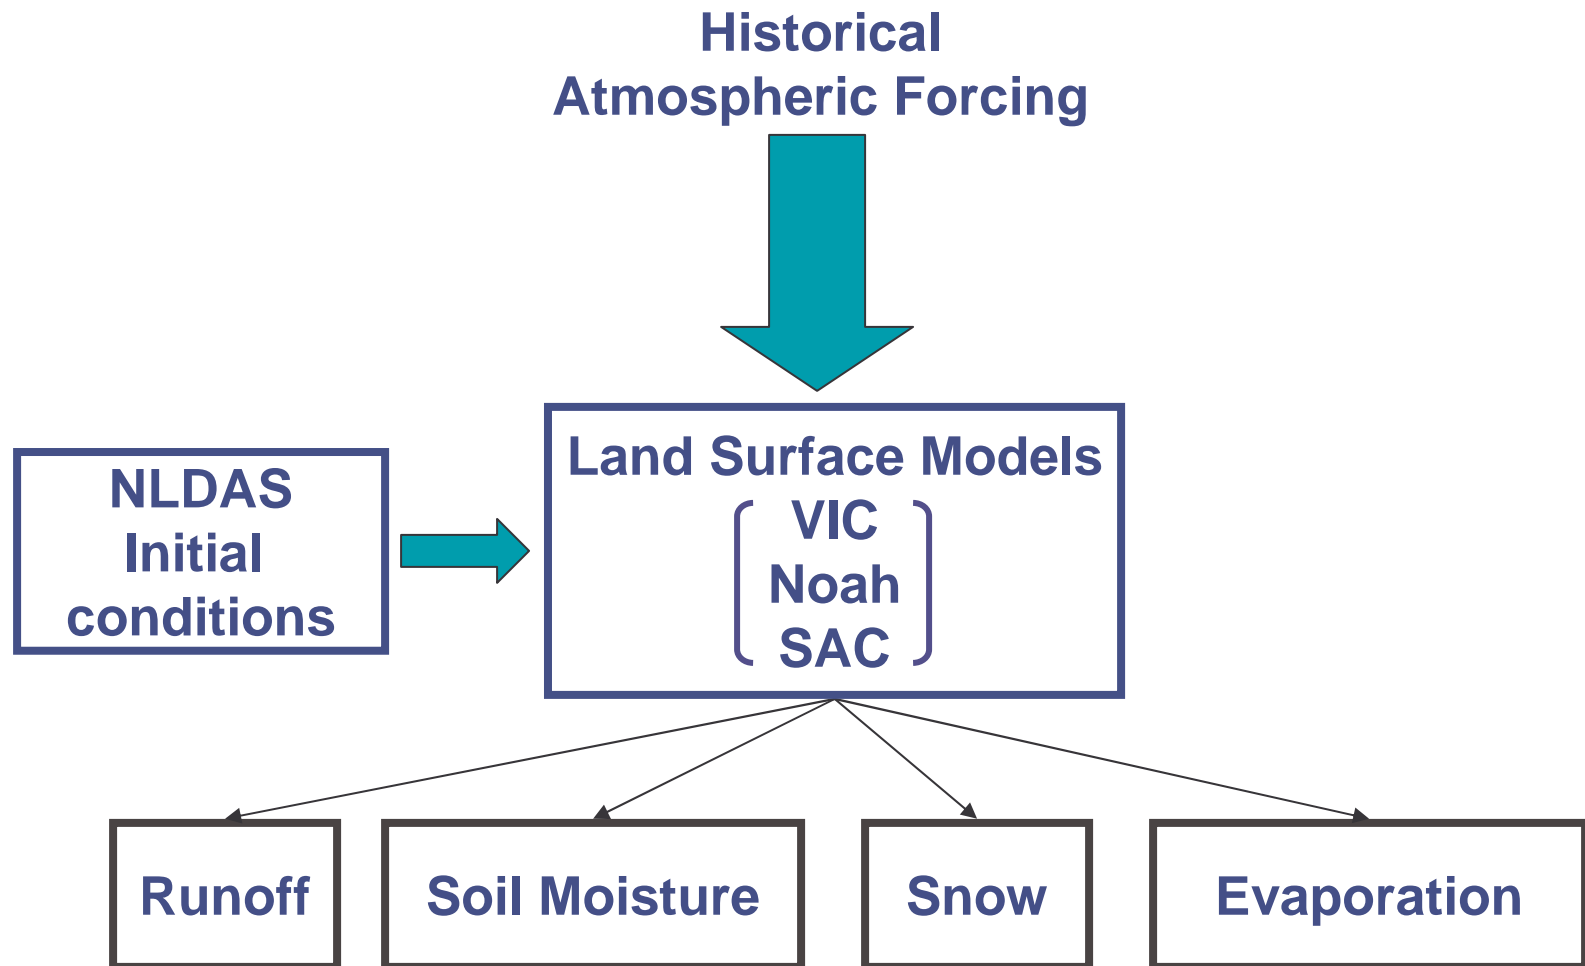 Historical
Atmospheric Forcing
Land Surface Models
VIC
Noah
SAC
NLDAS
Initial
conditions
Runoff
Soil Moisture
Snow
Evaporation